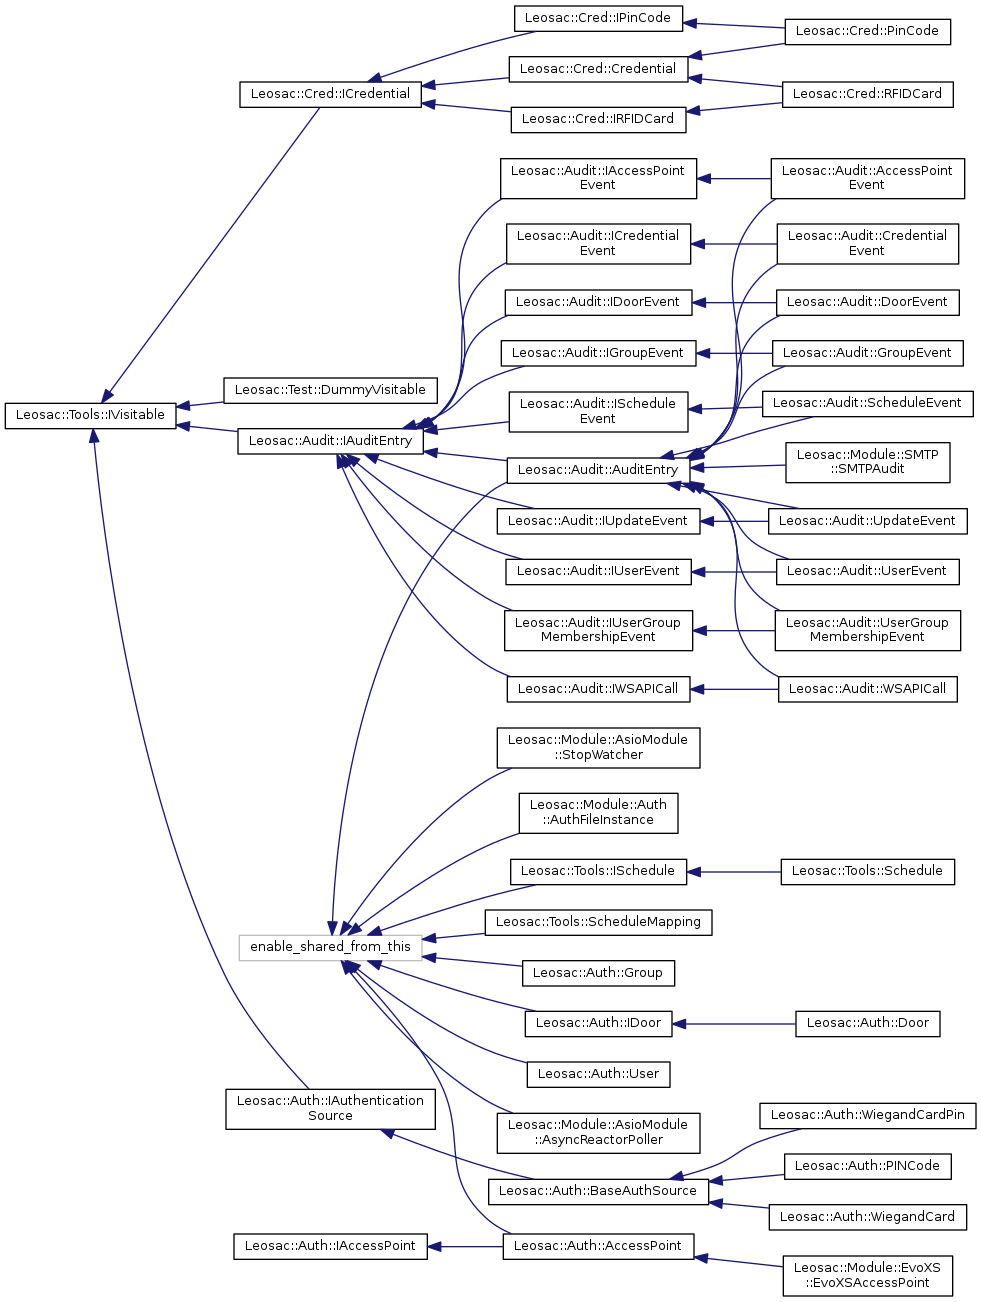 Leosac::Cred::IPinCode
Leosac::Cred::PinCode
Leosac::Cred::Credential
Leosac::Cred::ICredential
Leosac::Cred::RFIDCard
Leosac::Cred::IRFIDCard
Leosac::Audit::IAccessPoint
Event
Leosac::Audit::AccessPoint
Event
Leosac::Audit::ICredential
Event
Leosac::Audit::Credential
Event
Leosac::Audit::IDoorEvent
Leosac::Audit::DoorEvent
Leosac::Audit::IGroupEvent
Leosac::Audit::GroupEvent
Leosac::Test::DummyVisitable
Leosac::Tools::IVisitable
Leosac::Audit::ISchedule
Event
Leosac::Audit::ScheduleEvent
Leosac::Audit::IAuditEntry
Leosac::Audit::AuditEntry
Leosac::Module::SMTP
::SMTPAudit
Leosac::Audit::IUpdateEvent
Leosac::Audit::UpdateEvent
Leosac::Audit::IUserEvent
Leosac::Audit::UserEvent
Leosac::Audit::IUserGroup
MembershipEvent
Leosac::Audit::UserGroup
MembershipEvent
Leosac::Audit::IWSAPICall
Leosac::Audit::WSAPICall
Leosac::Module::AsioModule
::StopWatcher
Leosac::Module::Auth
::AuthFileInstance
Leosac::Tools::ISchedule
Leosac::Tools::Schedule
Leosac::Tools::ScheduleMapping
enable_shared_from_this
Leosac::Auth::Group
Leosac::Auth::IDoor
Leosac::Auth::Door
Leosac::Auth::User
Leosac::Auth::IAuthentication
Source
Leosac::Module::AsioModule
::AsyncReactorPoller
Leosac::Auth::WiegandCardPin
Leosac::Auth::PINCode
Leosac::Auth::BaseAuthSource
Leosac::Auth::WiegandCard
Leosac::Auth::IAccessPoint
Leosac::Auth::AccessPoint
Leosac::Module::EvoXS
::EvoXSAccessPoint